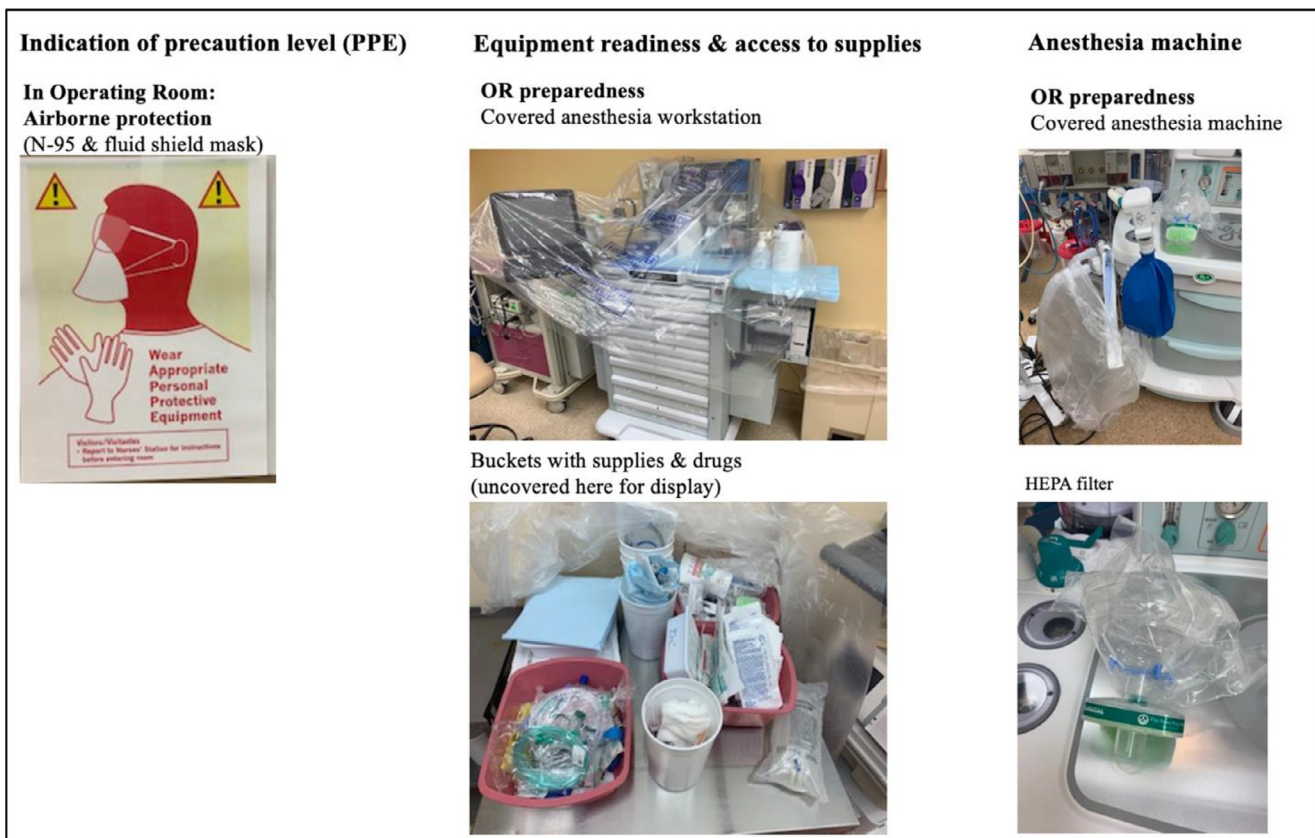 Indication of precaution level (PPE)
In Operating Room:
Airborne protection
(N-95 & fluid shield mask)
Wear
Appropriate
Personal
Protective
Equipment
Visitors/Visitantes
• Report to Nurses' Station for instructions
before entering room
Equipment readiness & access to supplies
OR preparedness
Covered anesthesia workstation
Buckets with supplies & drugs
(uncovered here for display)
Anesthesia machine
OR preparedness
Covered anesthesia machine
HEPA filter